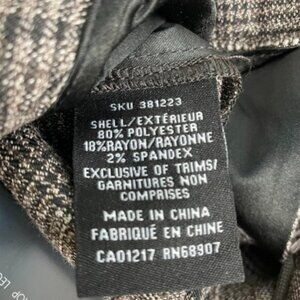 SKU 381223
SHELL/EXTÉRIEUR
80% POLYESTER
18%RAYON/RAYONNE
2% SPANDEX
EXCLUSIVE OF TRIMS/
GARNITURES NON
COMPRISES
MADE IN CHINA
FABRIQUÉ EN CHINE
CA01217 RN68907